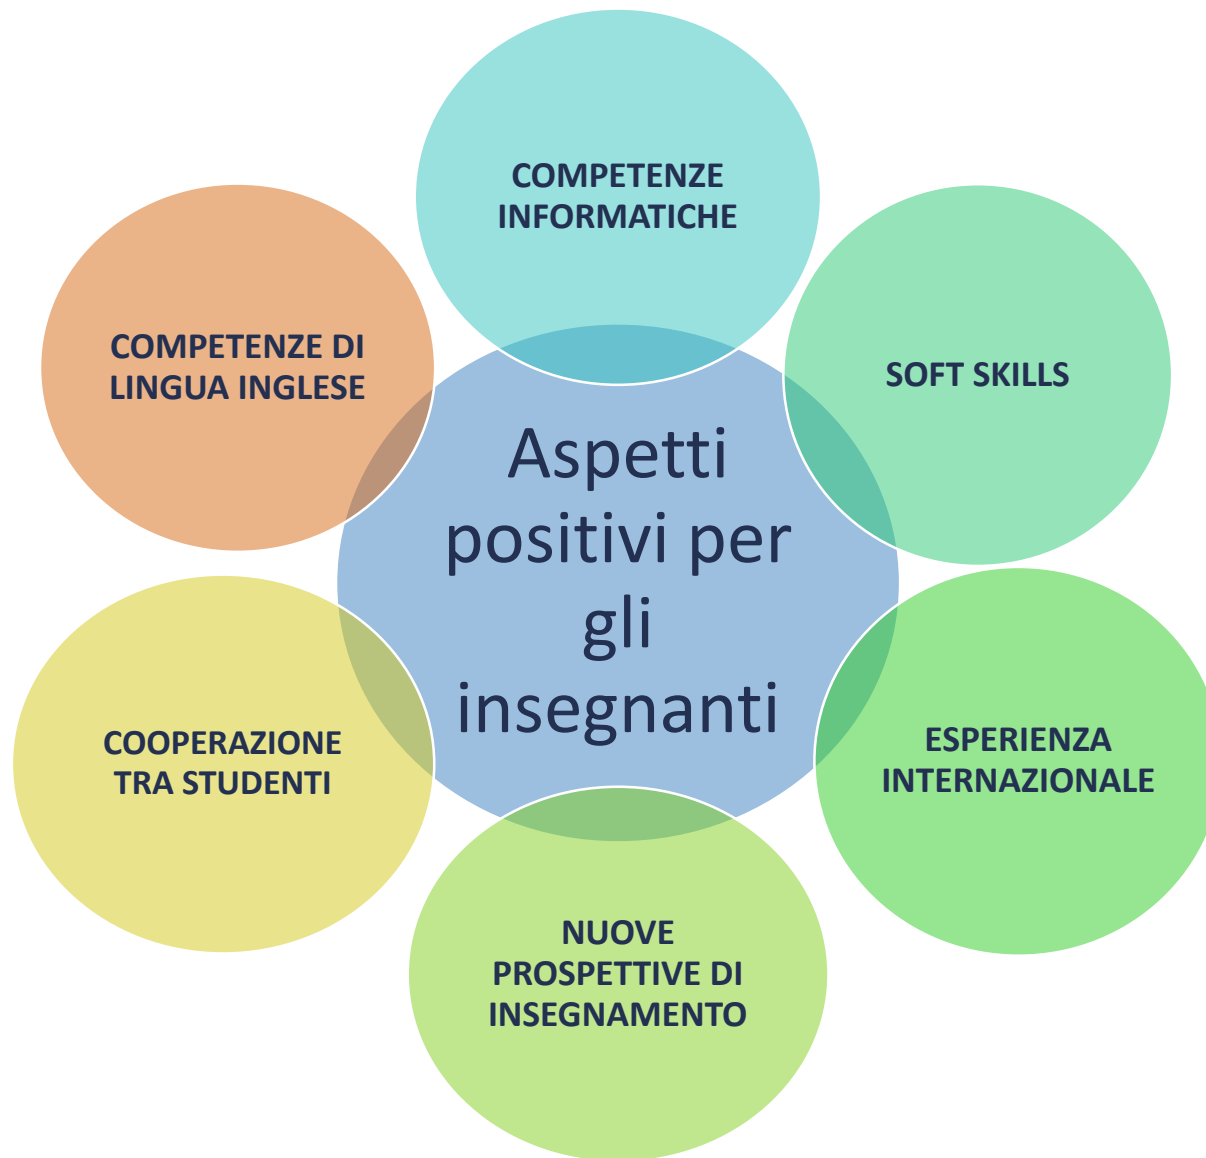 COMPETENZE
INFORMATICHE
SOFT SKILLS
ESPERIENZA
INTERNAZIONALE
NUOVE
PROSPETTIVE DI
INSEGNAMENTO
COOPERAZIONE
TRA STUDENTI
COMPETENZE DI
LINGUA INGLESE
Aspetti
positivi per
gli
insegnanti